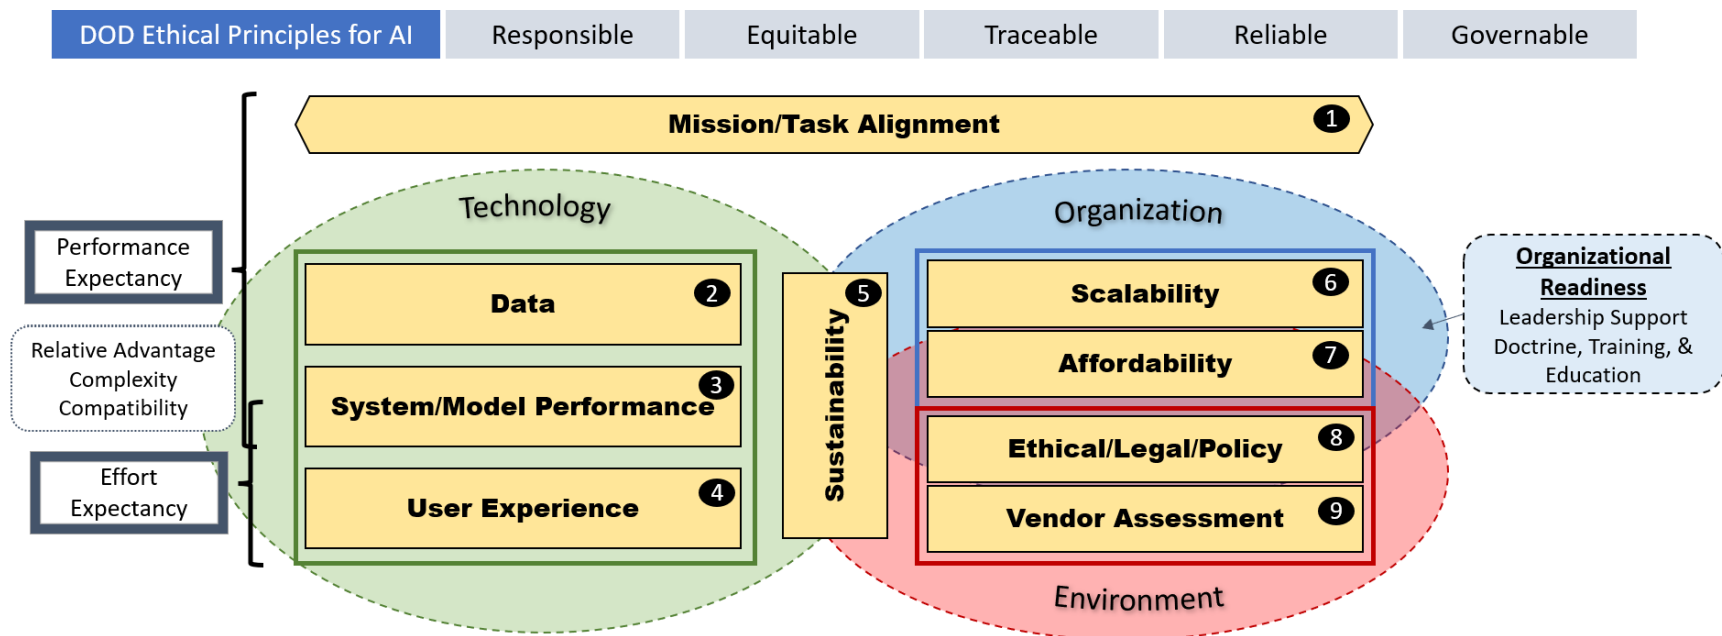 DOD Ethical Principles for AI
Responsible
Equitable
Traceable
Reliable
Governable
Mission/Task Alignment
1
Technology
Organization
Performance
Expectancy
Relative Advantage
Complexity
Compatibility
Effort
Expectancy
Data
2
System/Model Performance
3
User Experience
4
Sustainability
5
Scalability
6
Affordability
7
Ethical/Legal/Policy
8
Vendor Assessment
9
Environment
Organizational
Readiness
Leadership Support
Doctrine, Training, &
Education